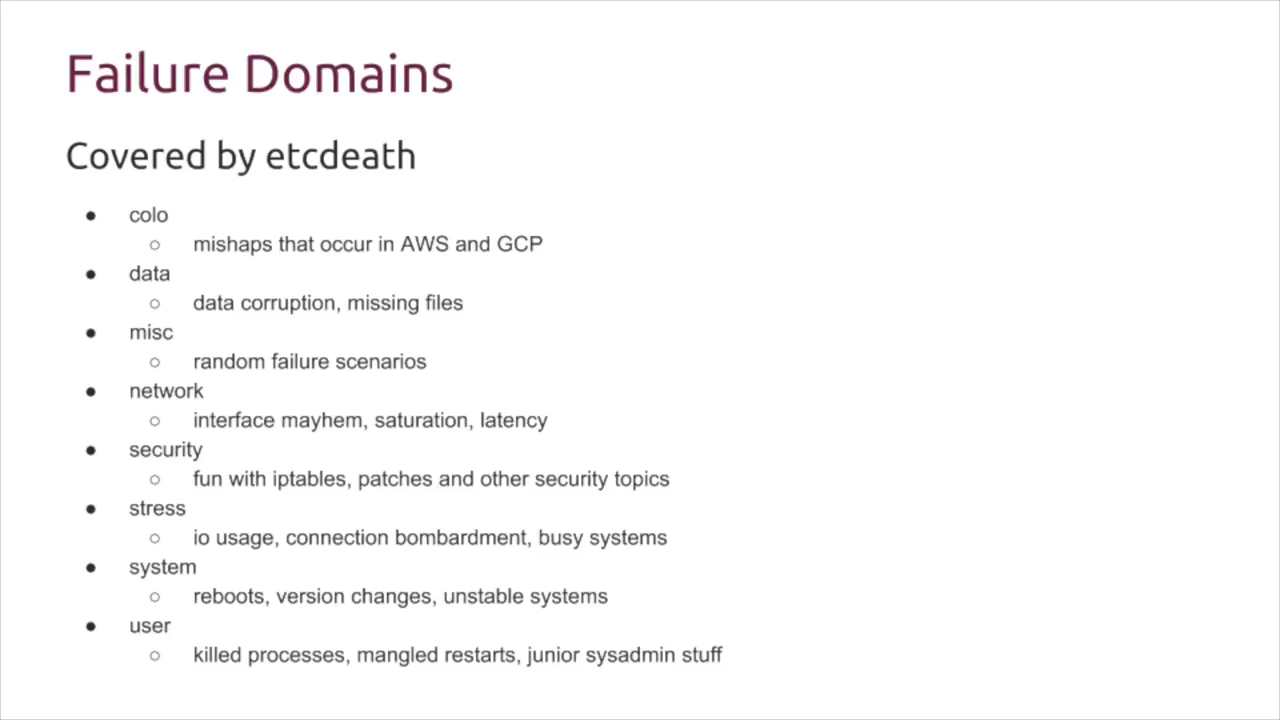 Failure Domains
Covered by etcdeath
● colo
○ mishaps that occur in AWS and GCP
● data
○ data corruption, missing files
● misc
○ random failure scenarios
● network
○ interface mayhem, saturation, latency
● security
○ fun with iptables, patches and other security topics
● stress
○ io usage, connection bombardment, busy systems
● system
○ reboots, version changes, unstable systems
● user
○ killed processes, mangled restarts, junior sysadmin stuff